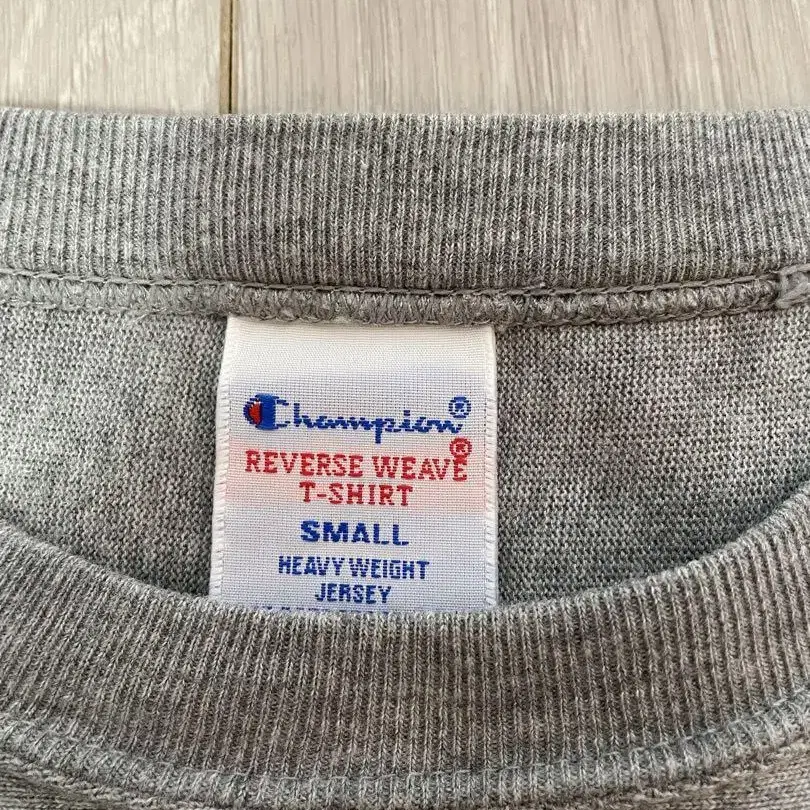 Champion®
REVERSE WEAVE®
T-SHIRT
SMALL
HEAVY WEIGHT
JERSEY